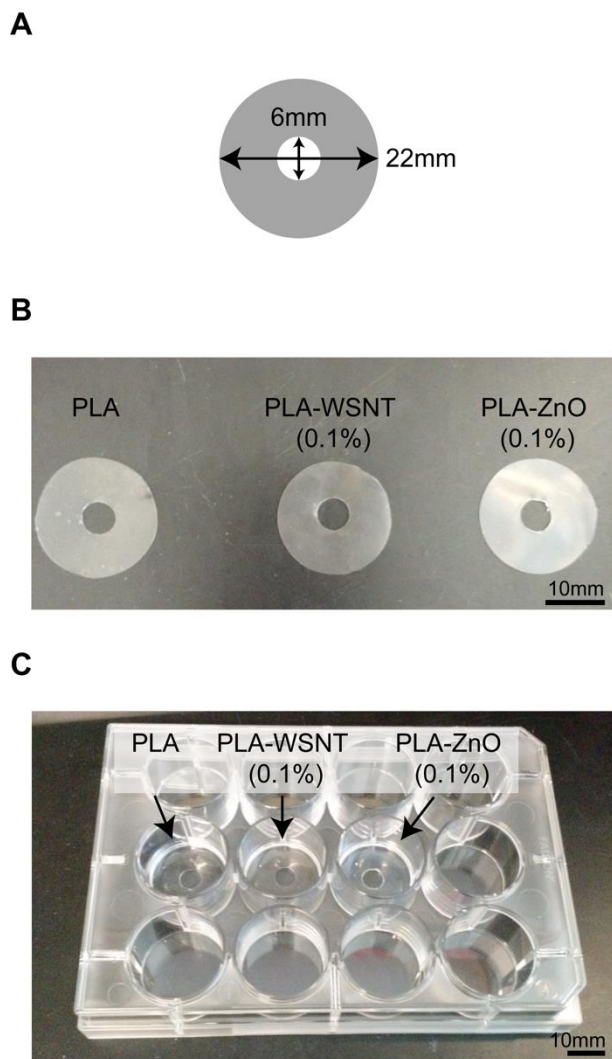 A
6mm
22mm
B
PLA
PLA-WSNT
(0.1%)
PLA-ZnO
(0.1%)
10mm
C
PLA
PLA-WSNT
(0.1%)
PLA-ZnO
(0.1%)
10mm